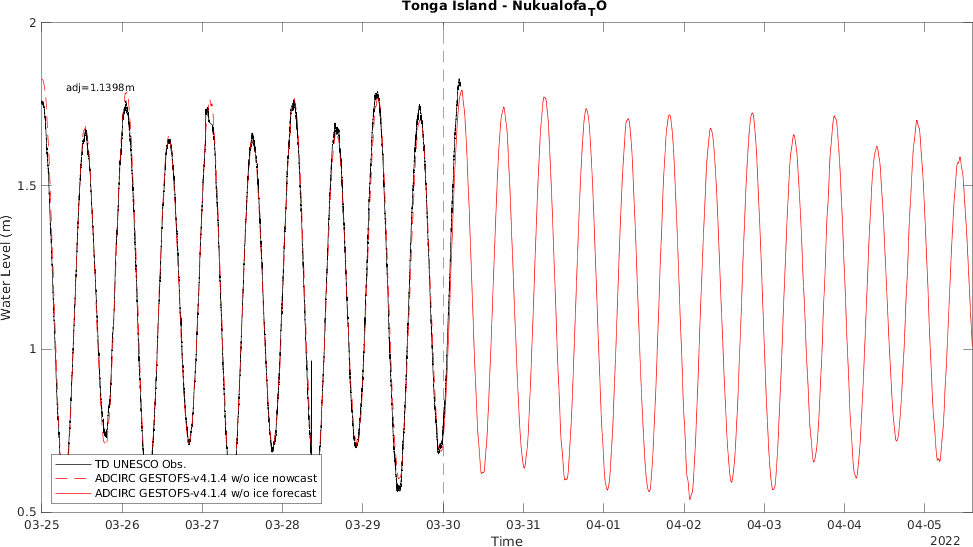 Tonga Island - Nukualofa_TO
adj=1.1398m
2
1.5
1
0.5
Water Level (m)
TD UNESCO Obs.
ADCIRC GESTOFS-v4.1.4 w/o ice nowcast
ADCIRC GESTOFS-v4.1.4 w/o ice forecast
03-25 03-26 03-27 03-28 03-29 03-30 03-31 04-01 04-02 04-03 04-04 04-05
Time
2022